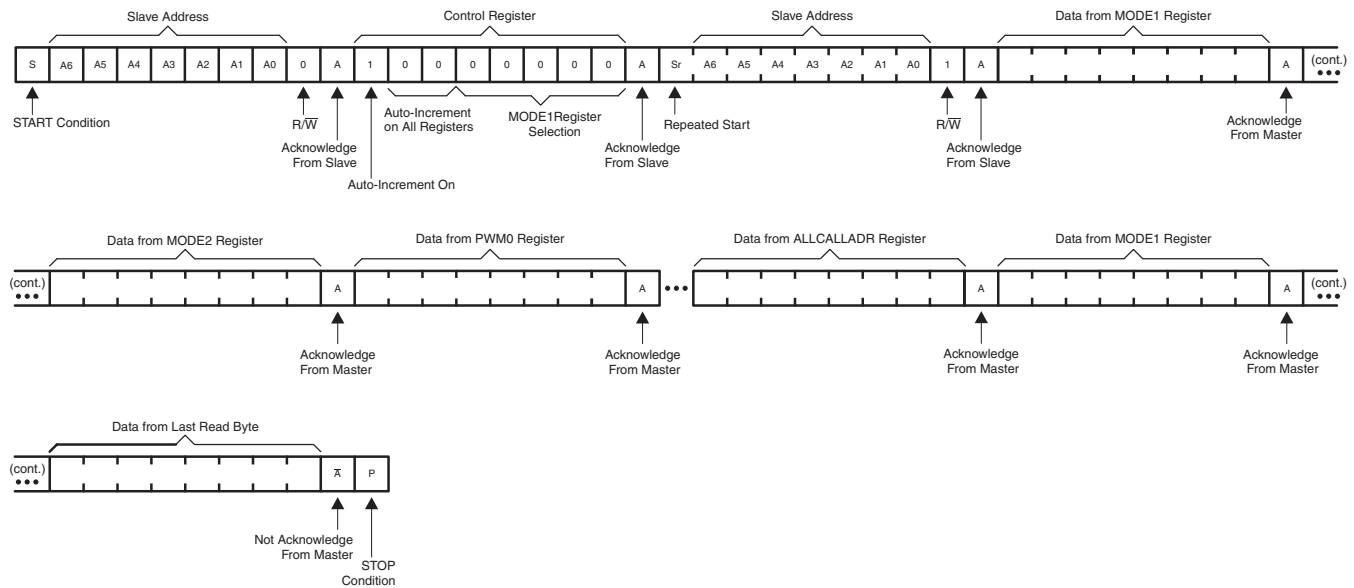 Slave Address Control Register Slave Address Data from MODE1 Register
S A6 A5 A4 A3 A2 A1 A0 0 A 1 0 0 0 0 0 0 0 A Sr A6 A5 A4 A3 A2 A1 A0 1 A A (cont.) •••
START Condition
R/W̅
Acknowledge
From Slave
Auto-Increment On
Auto-Increment
on All Registers
MODE1Register
Selection
Acknowledge
From Slave
Repeated Start
R/W̅
Acknowledge
From Slave
Acknowledge
From Master
Data from MODE2 Register Data from PWM0 Register Data from ALLCALLADR Register Data from MODE1 Register
(cont.) ••• A A ••• A A (cont.) •••
Acknowledge
From Master
Acknowledge
From Master
Acknowledge
From Master
Acknowledge
From Master
Data from Last Read Byte
(cont.) ••• A̅ P
Not Acknowledge
From Master
STOP
Condition